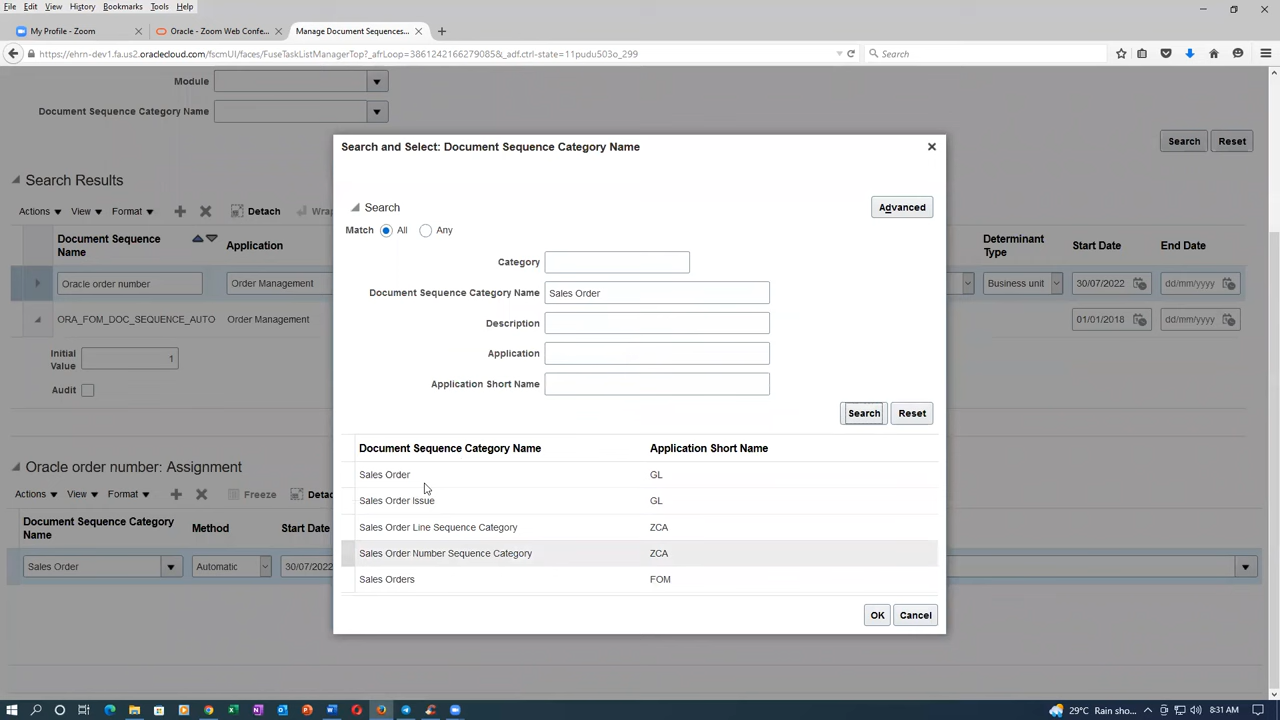 File Edit View History Bookmarks Tools Help
My Profile - Zoom
Oracle - Zoom Web Confe...
Manage Document Sequences...
https://ehrn-dev1.fa.us2.oraclecloud.com/fscmUI/faces/FuseTaskListManagerTop?_afrLoop=38612421662790858&_adf.ctrl-state=11pudu503o_299
Search
Module
Document Sequence Category Name
Search Reset
Search Results
Actions View Format Detach Wrap
Document Sequence
Name
Application
Determinant
Type
Start Date End Date
Oracle order number Order Management Business unit 30/07/2022 dd/mm/yyyy
ORA_FOM_DOC_SEQUENCE_AUTO Order Management 01/01/2018 dd/mm/yyyy
Initial
Value
1
Audit
Oracle order number: Assignment
Actions View Format Freeze Detac
Document Sequence Category
Name
Method Start Date
Sales Order Automatic 30/07/2022
Search and Select: Document Sequence Category Name
Search
Advanced
Match All Any
Category
Document Sequence Category Name Sales Order
Description
Application
Application Short Name
Search Reset
Document Sequence Category Name Application Short Name
Sales Order GL
Sales Order Issue GL
Sales Order Line Sequence Category ZCA
Sales Order Number Sequence Category ZCA
Sales Orders FOM
OK Cancel
29°C Rain sho... 8:31 AM